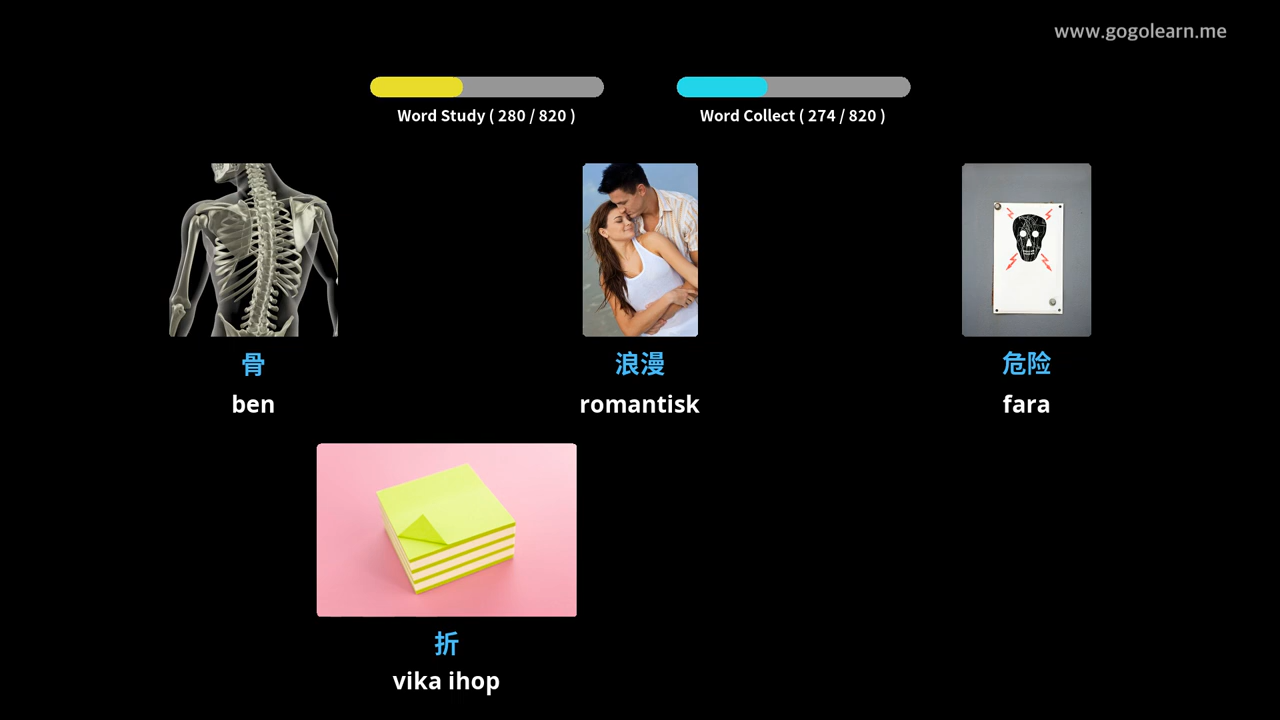 www.gogolearn.me
Word Study ( 280 / 820 )
Word Collect ( 274 / 820 )
骨
浪漫
危险
ben
romantisk
fara
折
vika ihop